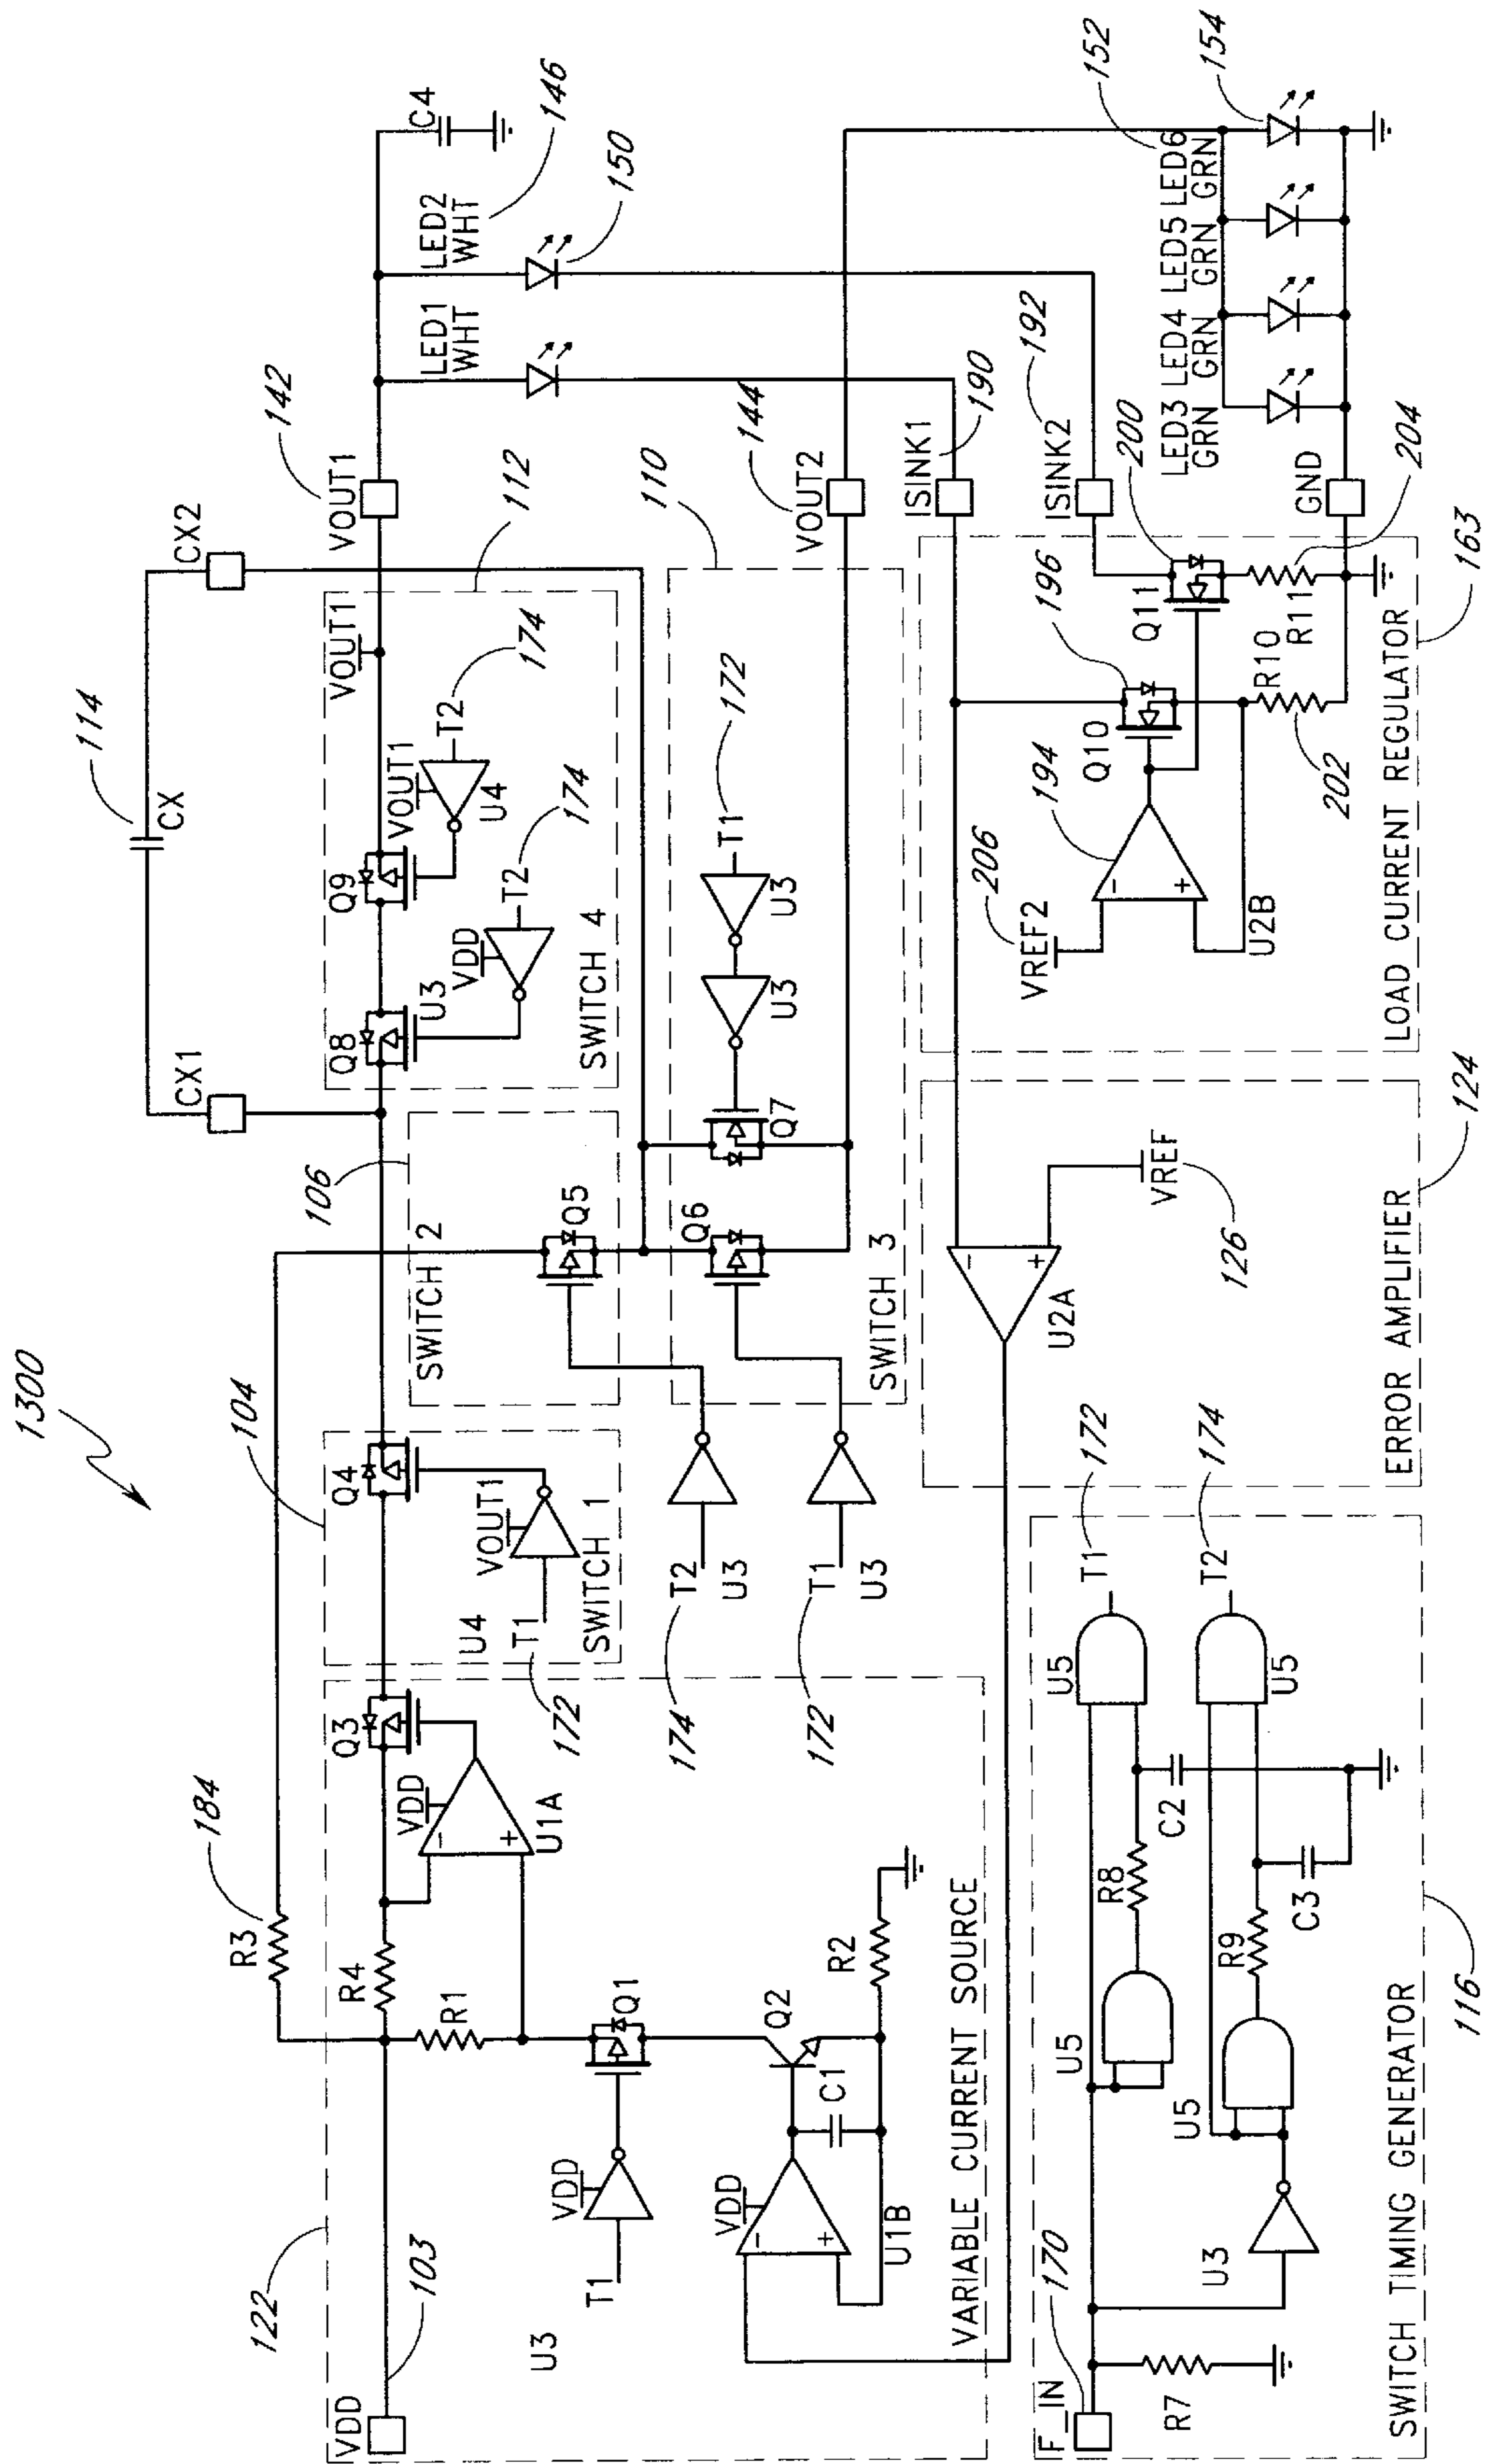 1300
VDD
103
122
R3
184
R4
R1
VDD
U1A
Q3
T1
VDD
U3
Q1
VDD
U1B
C1
Q2
R2
VARIABLE CURRENT SOURCE
104
Q4
VOUT1
U4
T1
172
SWITCH 1
106
SWITCH 2
Q5
T2
174
U3
T1
172
U3
CX1
114
CX
CX2
Q8
Q9
U3
VDD
T2
174
VOUT1
U4
T2
174
VOUT1
SWITCH 4
112
VOUT1
142
110
Q6
Q7
U3
U3
T1
172
SWITCH 3
VOUT2
144
LED1
WHT
LED2
WHT
146
150
C4
F_IN
170
R7
U3
U5
U5
R8
R9
C2
C3
U5
U5
T1
172
T2
174
SWITCH TIMING GENERATOR
116
U2A
VREF
126
ERROR AMPLIFIER
124
ISINK1
190
ISINK2
192
VREF2
206
194
U2B
Q10
196
Q11
200
R10
202
R11
204
GND
LOAD CURRENT REGULATOR
163
LED3
GRN
LED4
GRN
LED5
GRN
LED6
GRN
152
154